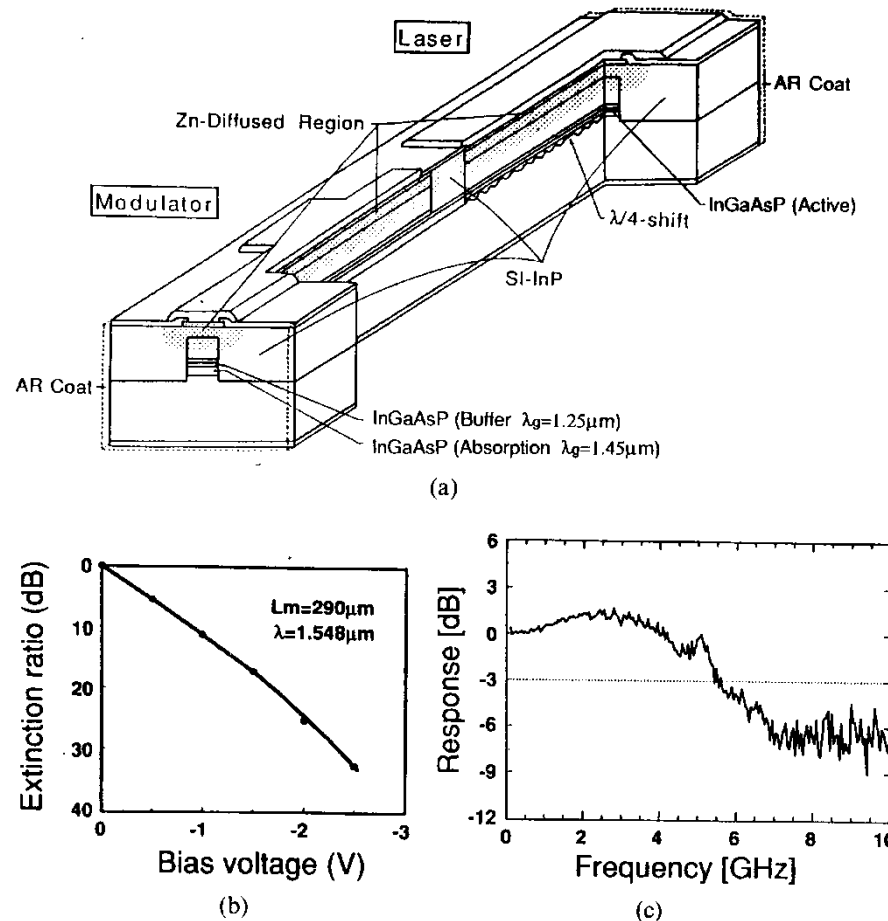 Laser
AR Coat
Zn-Diffused Region
Modulator
InGaAsP (Active)
λ/4-shift
SI-InP
AR Coat
InGaAsP (Buffer λg=1.25μm)
InGaAsP (Absorption λg=1.45μm)
(a)
Extinction ratio (dB)
0
10
20
30
40
Lm=290μm
λ=1.548μm
0
-1
-2
-3
Bias voltage (V)
(b)
Response [dB]
6
3
0
-3
-6
-9
-12
0
2
4
6
8
10
Frequency [GHz]
(c)